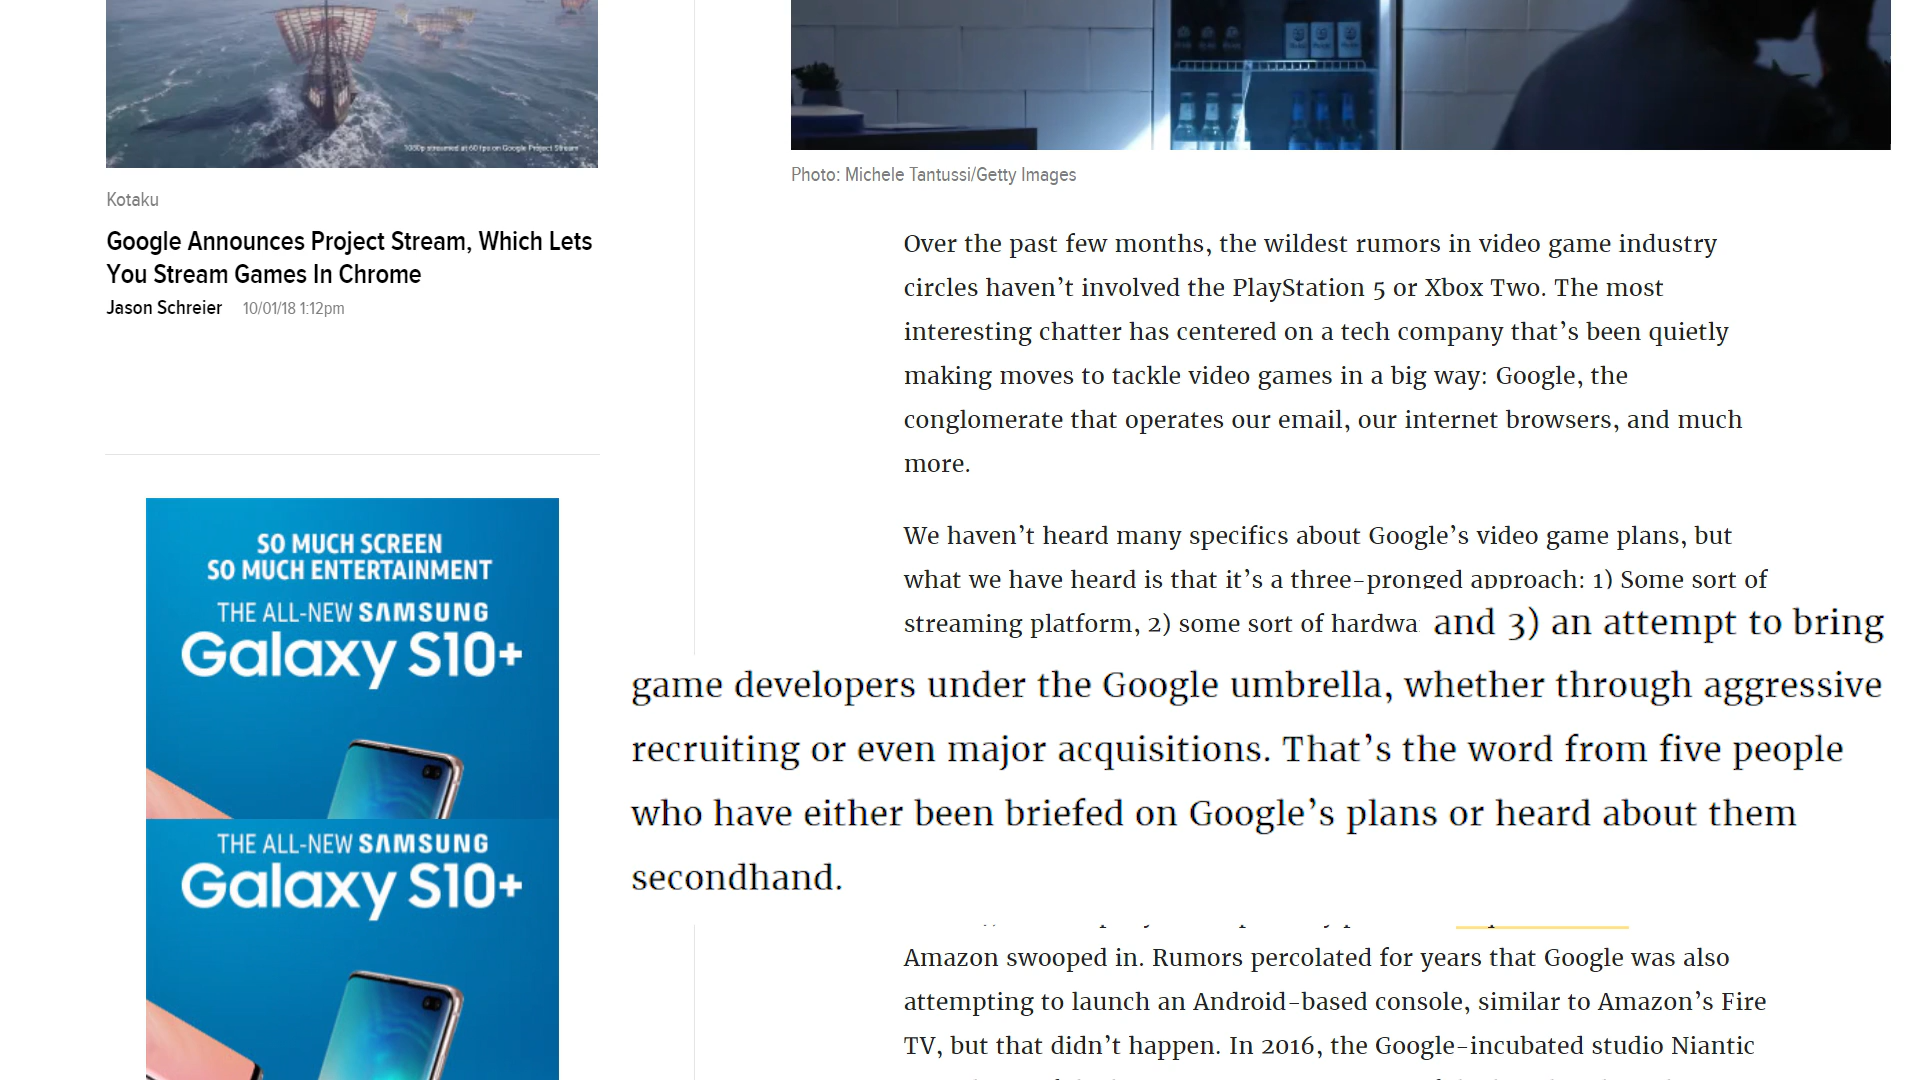 1080p streamed at 60 fps on Google Project Stream
Kotaku
Google Announces Project Stream, Which Lets
You Stream Games In Chrome
Jason Schreier 10/01/18 1:12pm
SO MUCH SCREEN
SO MUCH ENTERTAINMENT
THE ALL-NEW SAMSUNG
Galaxy S10+
THE ALL-NEW SAMSUNG
Galaxy S10+
Photo: Michele Tantussi/Getty Images
Over the past few months, the wildest rumors in video game industry
circles haven’t involved the PlayStation 5 or Xbox Two. The most
interesting chatter has centered on a tech company that’s been quietly
making moves to tackle video games in a big way: Google, the
conglomerate that operates our email, our internet browsers, and much
more.
We haven’t heard many specifics about Google’s video game plans, but
what we have heard is that it’s a three-pronged approach: 1) Some sort of
streaming platform, 2) some sort of hardwa
and 3) an attempt to bring
game developers under the Google umbrella, whether through aggressive
recruiting or even major acquisitions. That’s the word from five people
who have either been briefed on Google’s plans or heard about them
secondhand.
Amazon swooped in. Rumors percolated for years that Google was also
attempting to launch an Android-based console, similar to Amazon’s Fire
TV, but that didn’t happen. In 2016, the Google-incubated studio Niantic